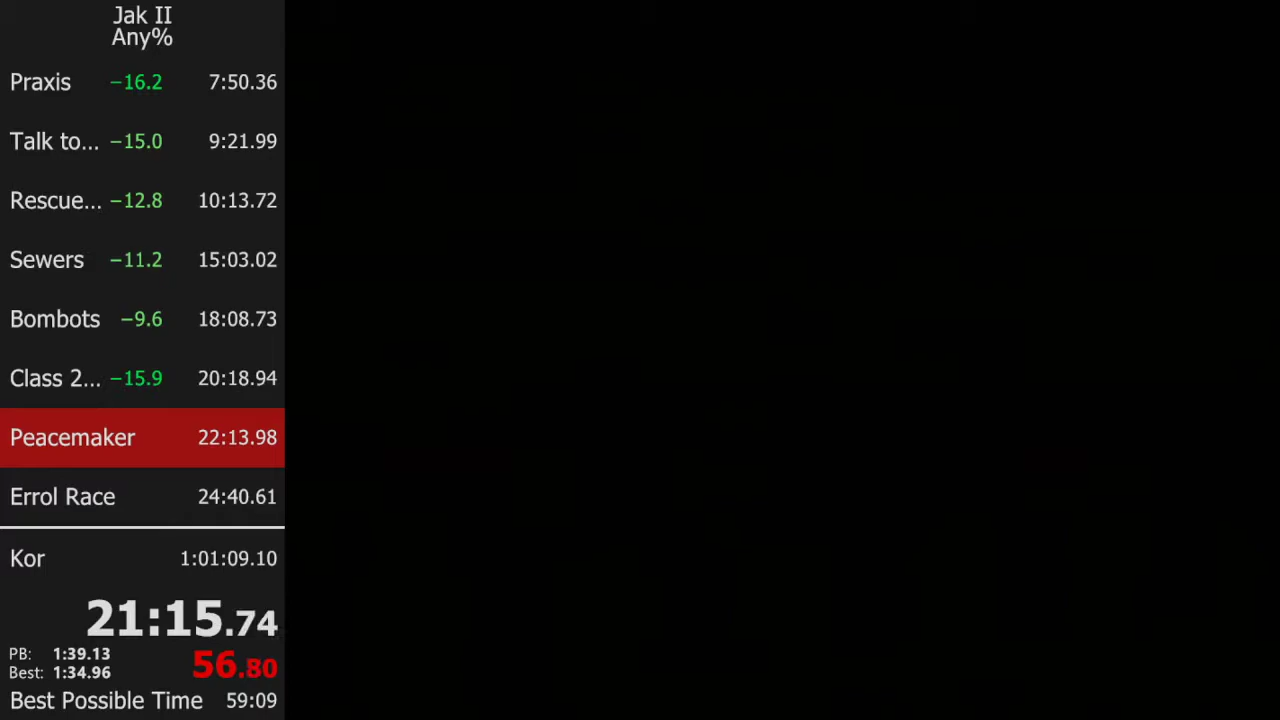 Jak II
Any%
Praxis −16.2 7:50.36
Talk to... −15.0 9:21.99
Rescue... −12.8 10:13.72
Sewers −11.2 15:03.02
Bombots −9.6 18:08.73
Class 2... −15.9 20:18.94
Peacemaker 22:13.98
Errol Race 24:40.61
Kor 1:01:09.10
21:15.74
PB: 1:39.13
Best: 1:34.96
56.80
Best Possible Time 59:09